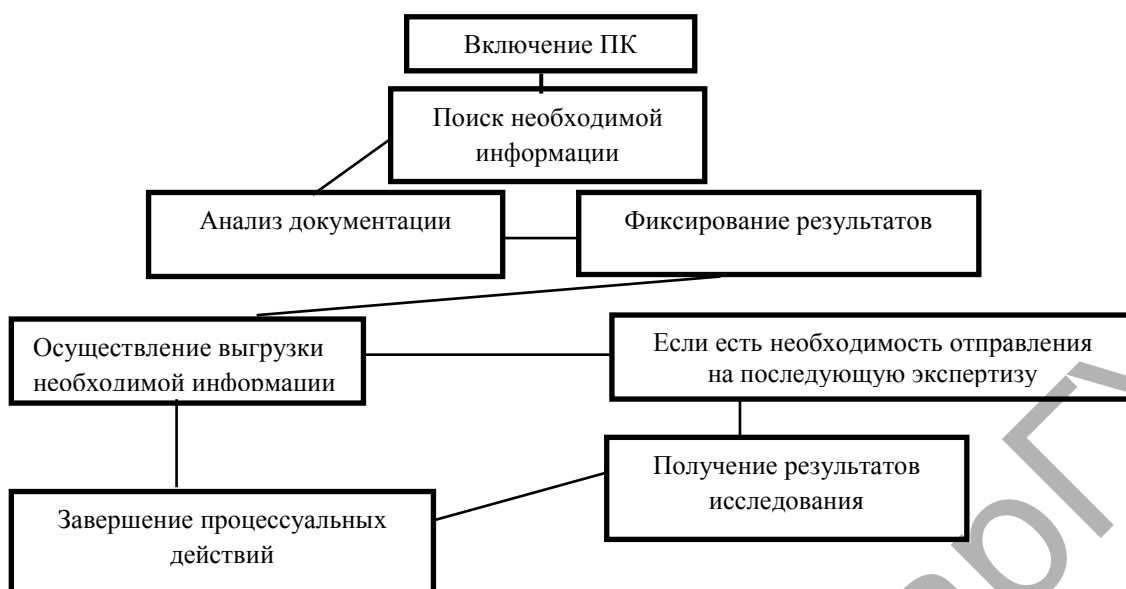 Включение ПК
Поиск необходимой
информации
Анализ документации
Фиксирование результатов
Осуществление выгрузки
необходимой информации
Если есть необходимость отправления
на последующую экспертизу
Получение результатов
исследования
Завершение процессуальных
действий